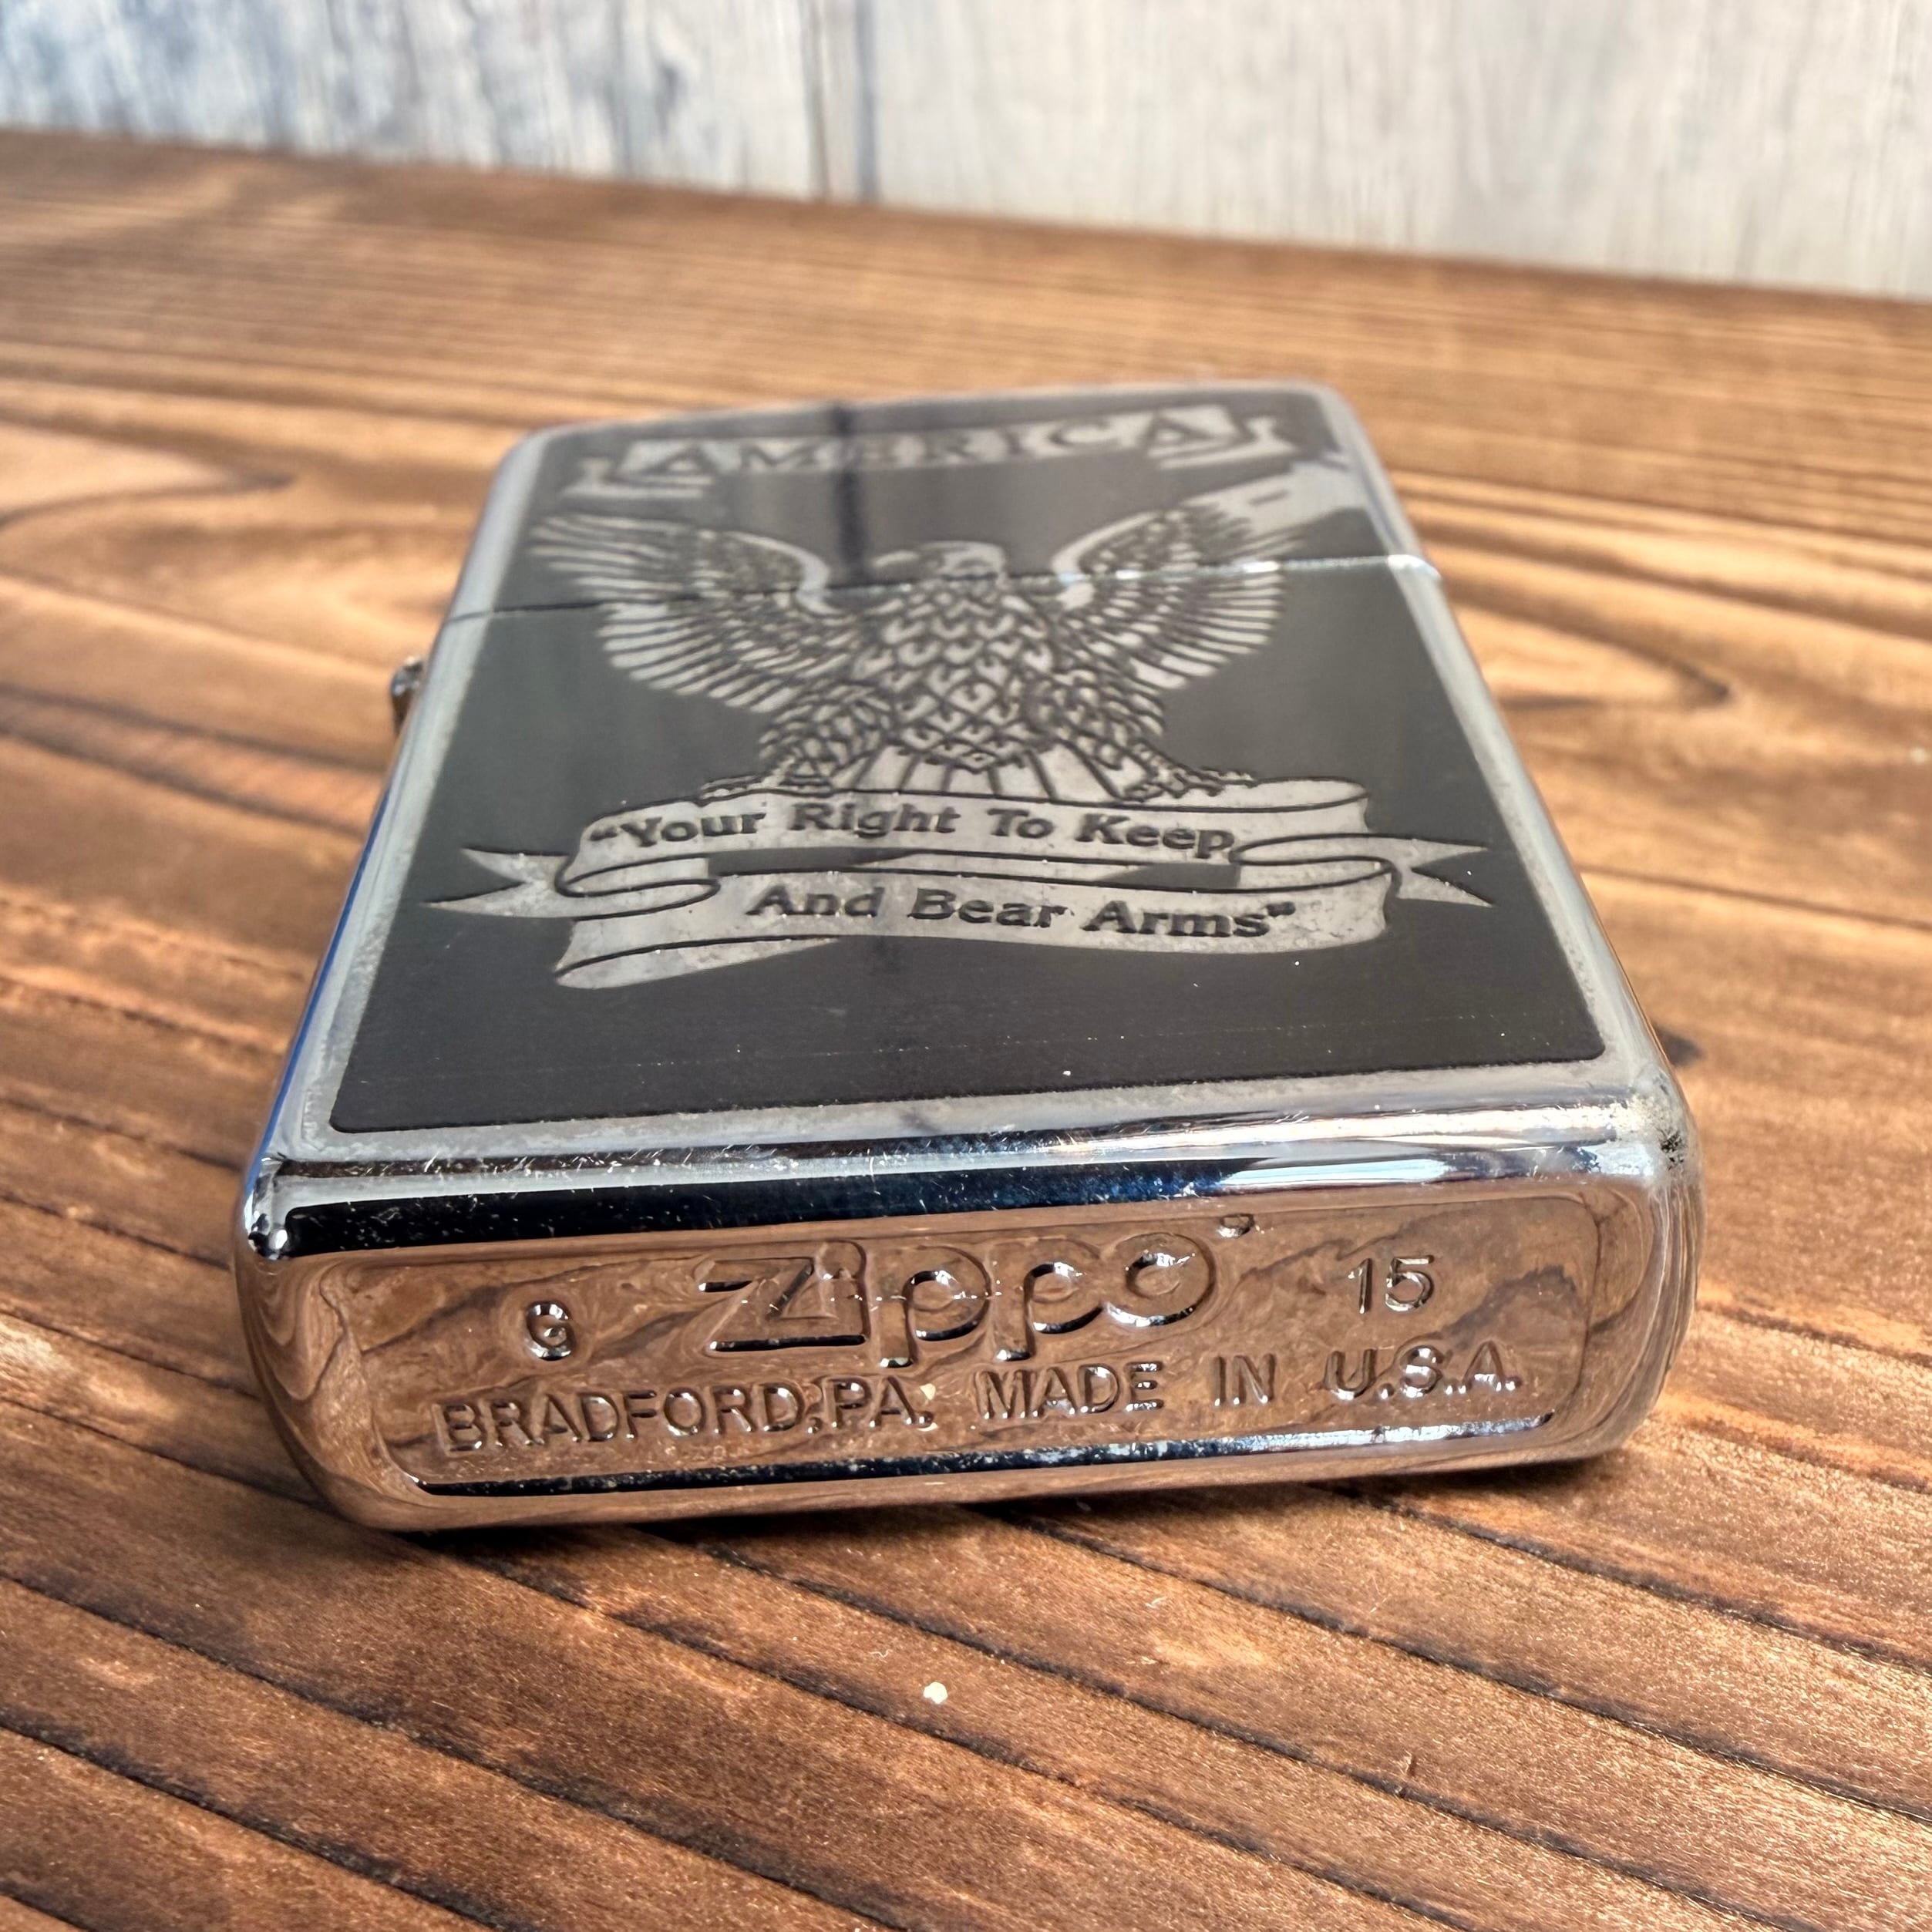 AMERICA
“Your Right To Keep
And Bear Arms”
G Zippo 15
BRADFORD,PA. MADE IN U.S.A.